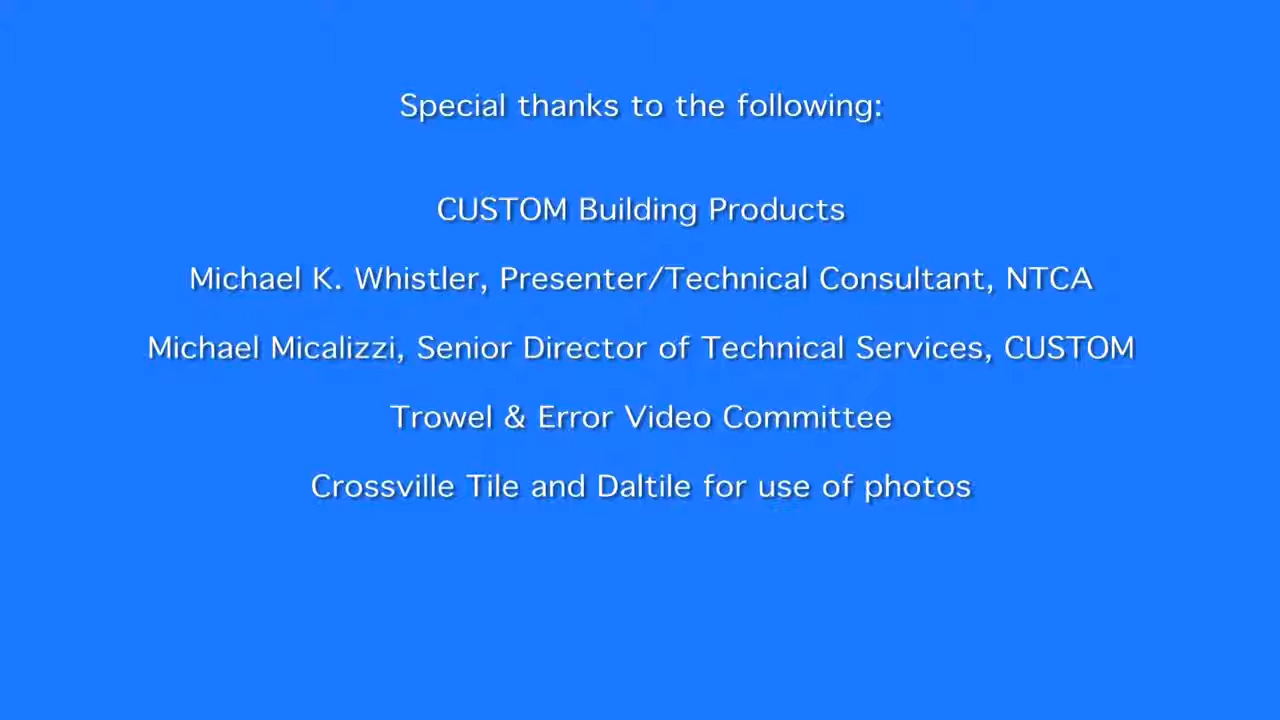 Special thanks to the following:
CUSTOM Building Products
Michael K. Whistler, Presenter/Technical Consultant, NTCA
Michael Micalizzi, Senior Director of Technical Services, CUSTOM
Trowel & Error Video Committee
Crossville Tile and Daltile for use of photos